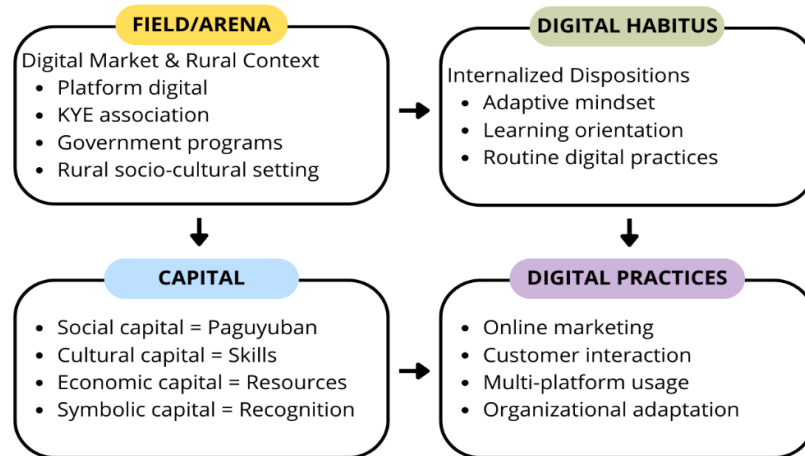 FIELD/ARENA
Digital Market & Rural Context
• Platform digital
• KYE association
• Government programs
• Rural socio-cultural setting
DIGITAL HABITUS
Internalized Dispositions
• Adaptive mindset
• Learning orientation
• Routine digital practices
CAPITAL
• Social capital = Paguyuban
• Cultural capital = Skills
• Economic capital = Resources
• Symbolic capital = Recognition
DIGITAL PRACTICES
• Online marketing
• Customer interaction
• Multi-platform usage
• Organizational adaptation